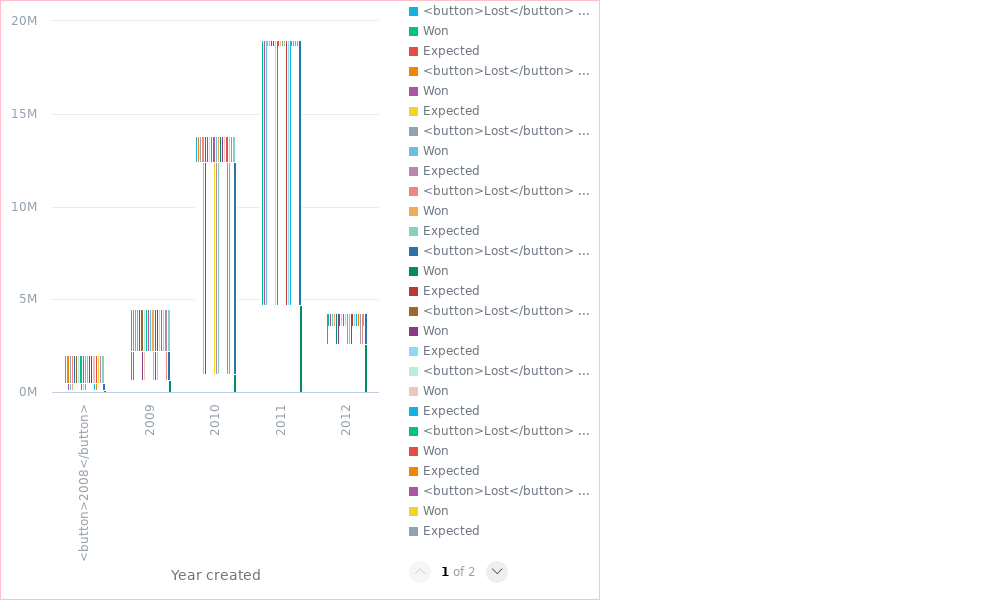 20M
15M
10M
5M
0M
<button>2008</button>
2009
2010
2011
2012
Year created
<button>Lost</button> ...
Won
Expected
<button>Lost</button> ...
Won
Expected
<button>Lost</button> ...
Won
Expected
<button>Lost</button> ...
Won
Expected
<button>Lost</button> ...
Won
Expected
<button>Lost</button> ...
Won
Expected
<button>Lost</button> ...
Won
Expected
<button>Lost</button> ...
Won
Expected
<button>Lost</button> ...
Won
Expected
1 of 2